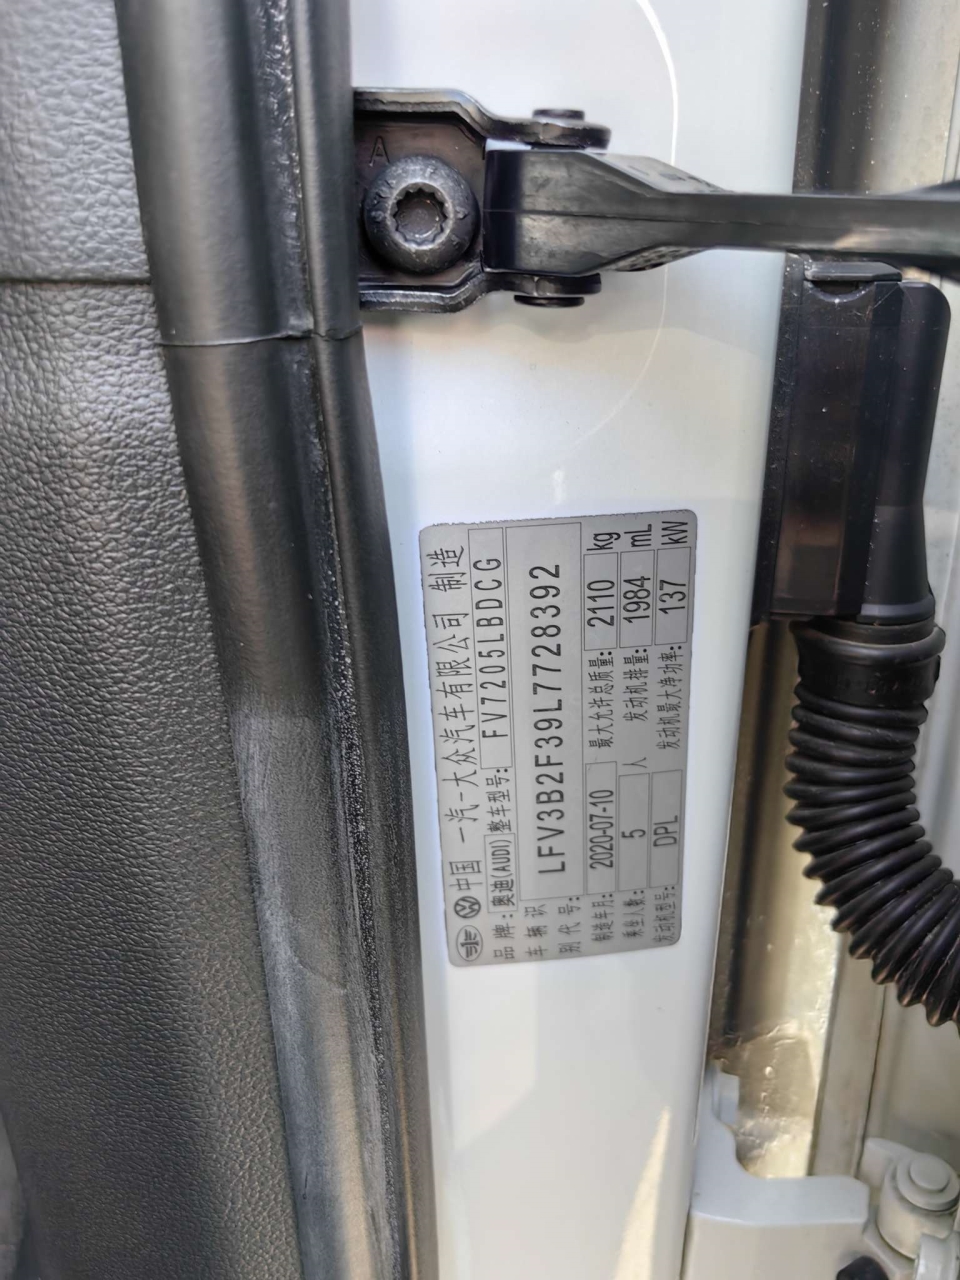 中国 一汽-大众汽车有限公司 制造
品牌: 奥迪(AUDI) 整车型号: FV7205LBDCG
车辆识别代号: LFV3B2F39L7728392
制造年月: 2020-07-10 最大允许总质量: 2110 kg
乘坐人数: 5 人 发动机排量: 1984 mL
发动机型号: DPL 发动机最大净功率: 137 kW
A